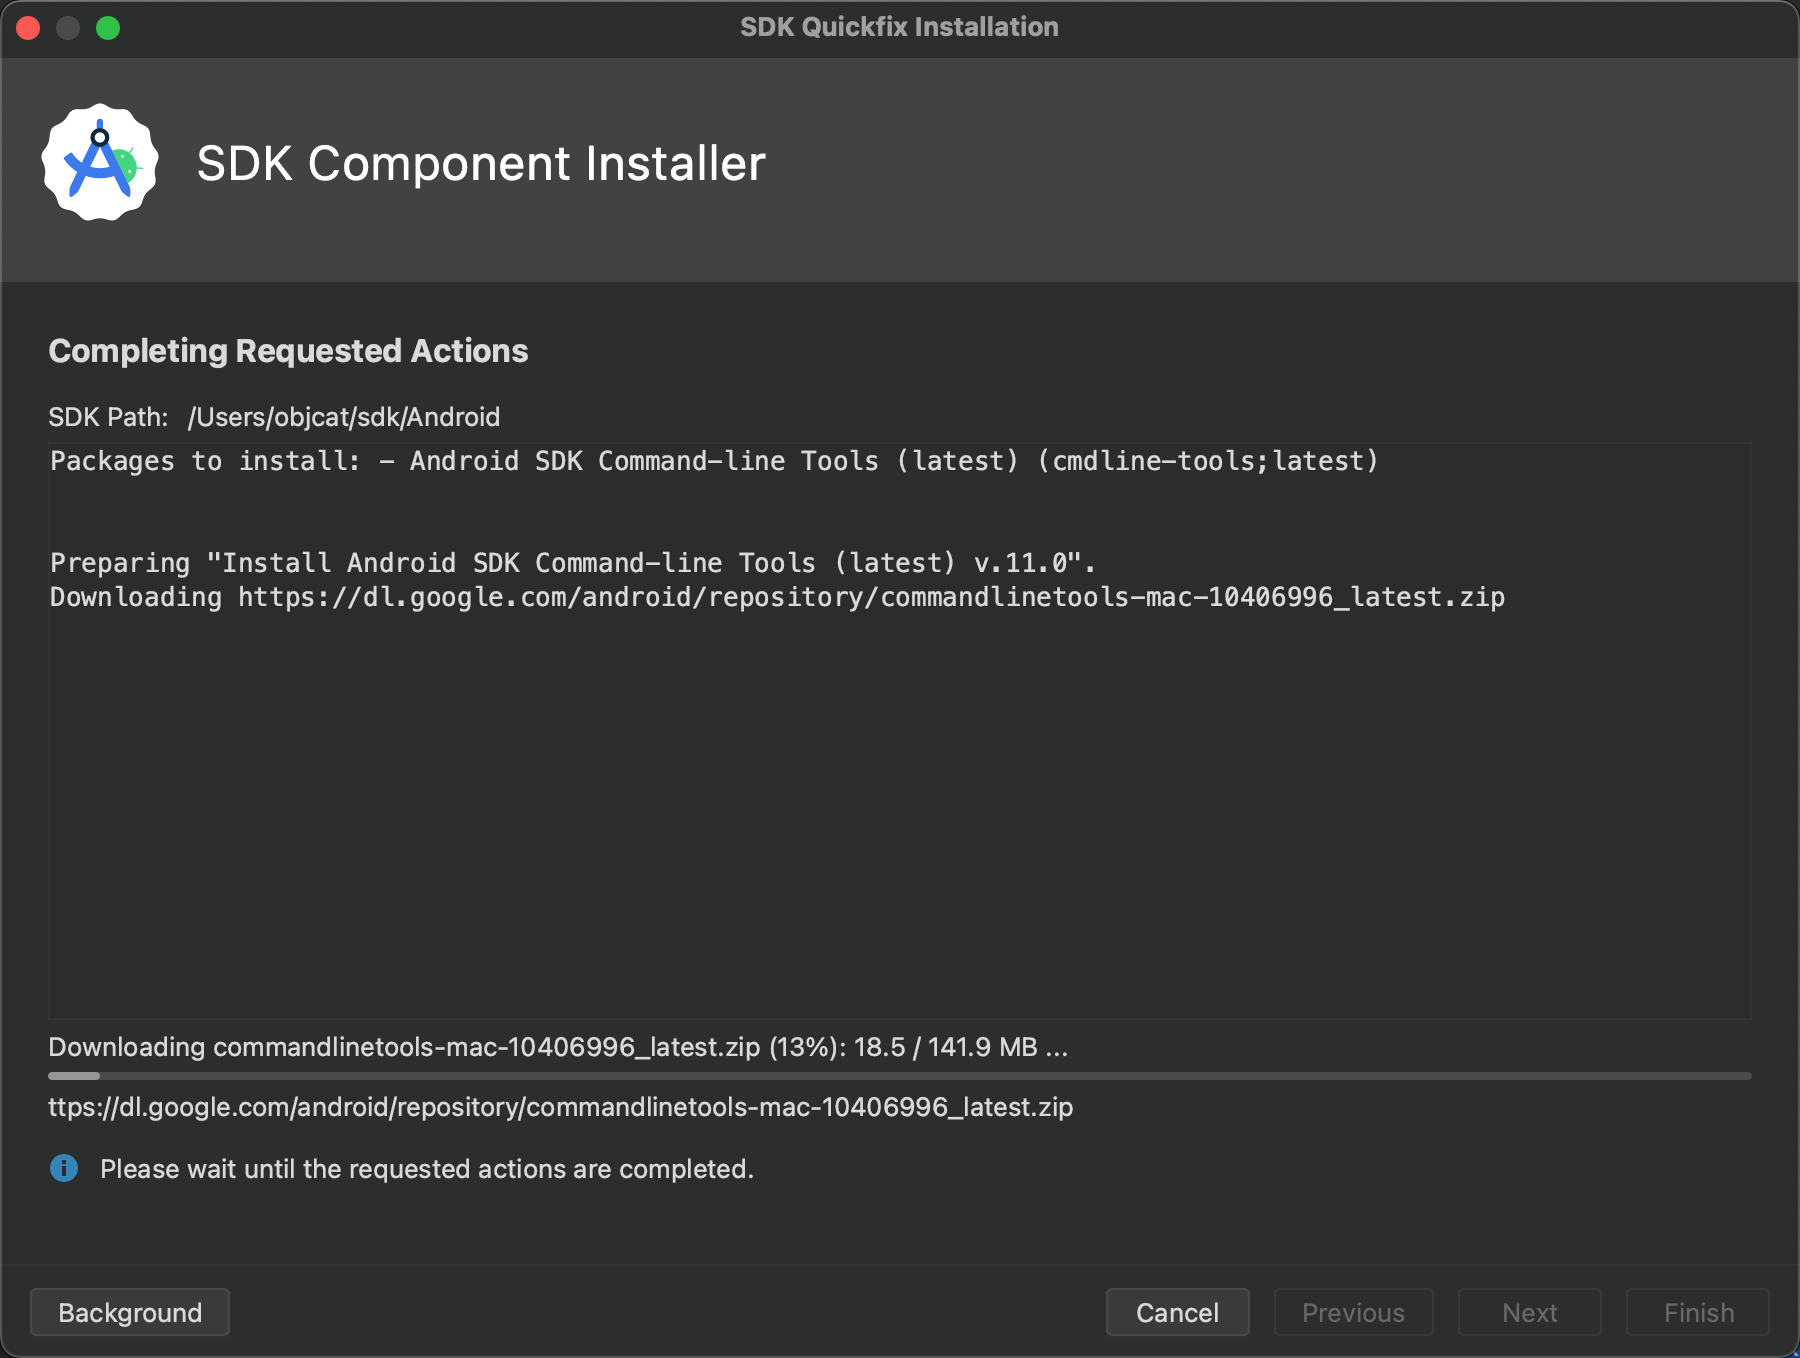 SDK Quickfix Installation
SDK Component Installer
Completing Requested Actions
SDK Path: /Users/objcat/sdk/Android
Packages to install: - Android SDK Command-line Tools (latest) (cmdline-tools;latest)
Preparing "Install Android SDK Command-line Tools (latest) v.11.0".
Downloading https://dl.google.com/android/repository/commandlinetools-mac-10406996_latest.zip
Downloading commandlinetools-mac-10406996_latest.zip (13%): 18.5 / 141.9 MB ...
ttps://dl.google.com/android/repository/commandlinetools-mac-10406996_latest.zip
Please wait until the requested actions are completed.
Background Cancel Previous Next Finish